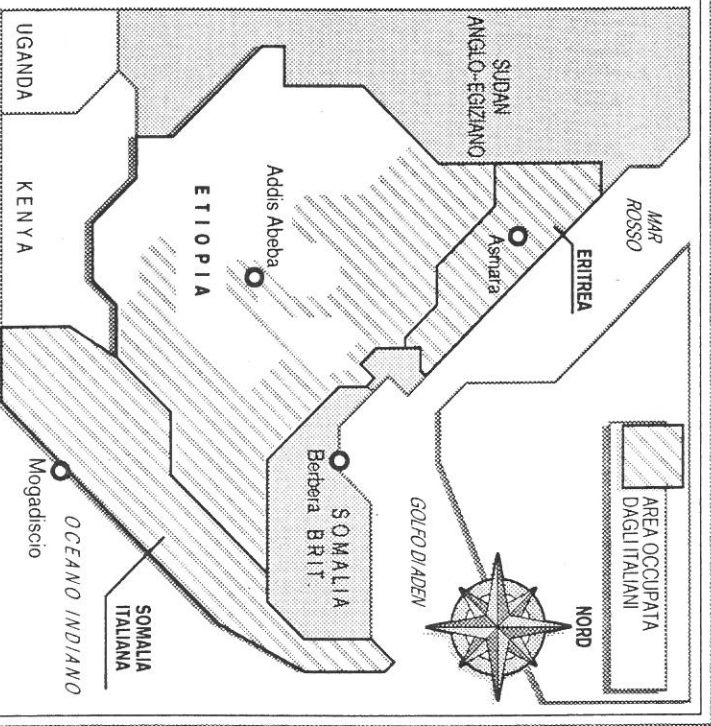 SUDAN
ANGLO-EGIZIANO
MAR
ROSSO
ERITREA
Asmara
AREA OCCUPATA
DAGLI ITALIANI
NORD
GOLFO DI ADEN
ETIOPIA
Addis Abeba
SOMALIA
BRIT.
Berbera
UGANDA
KENYA
Mogadiscio
OCEANO INDIANO
SOMALIA
ITALIANA